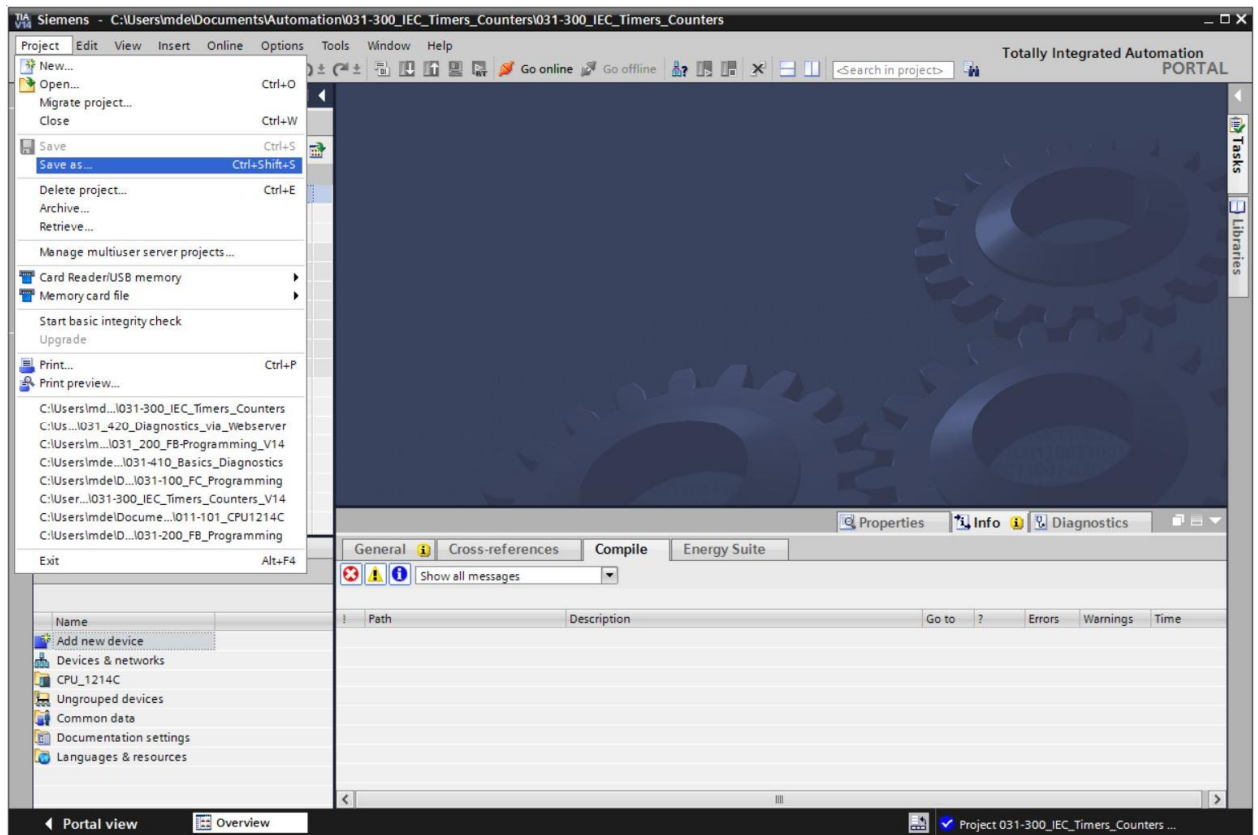 TIA V14 Siemens - C:\Users\mde\Documents\Automation\031-300_IEC_Timers_Counters\031-300_IEC_Timers_Counters
Project Edit View Insert Online Options Tools Window Help
Totally Integrated Automation
PORTAL
Go online Go offline <Search in project>
New...
Open... Ctrl+O
Migrate project...
Close Ctrl+W
Save Ctrl+S
Save as... Ctrl+Shift+S
Delete project... Ctrl+E
Archive...
Retrieve...
Manage multiuser server projects...
Card Reader/USB memory
Memory card file
Start basic integrity check
Upgrade
Print... Ctrl+P
Print preview...
C:\Users\md...\031-300_IEC_Timers_Counters
C:\Us...\031_420_Diagnostics_via_Webserver
C:\Users\m...\031_200_FB-Programming_V14
C:\Users\mde...\031-410_Basics_Diagnostics
C:\Users\mde\D...\031-100_FC_Programming
C:\User...\031-300_IEC_Timers_Counters_V14
C:\Users\mde\Docume...\011-101_CPU1214C
C:\Users\mde\D...\031-200_FB_Programming
Exit Alt+F4
Tasks
Libraries
Properties Info Diagnostics
General Cross-references Compile Energy Suite
Show all messages
! Path Description Go to ? Errors Warnings Time
Name
Add new device
Devices & networks
CPU_1214C
Ungrouped devices
Common data
Documentation settings
Languages & resources
Portal view Overview Project 031-300_IEC_Timers_Counters ...